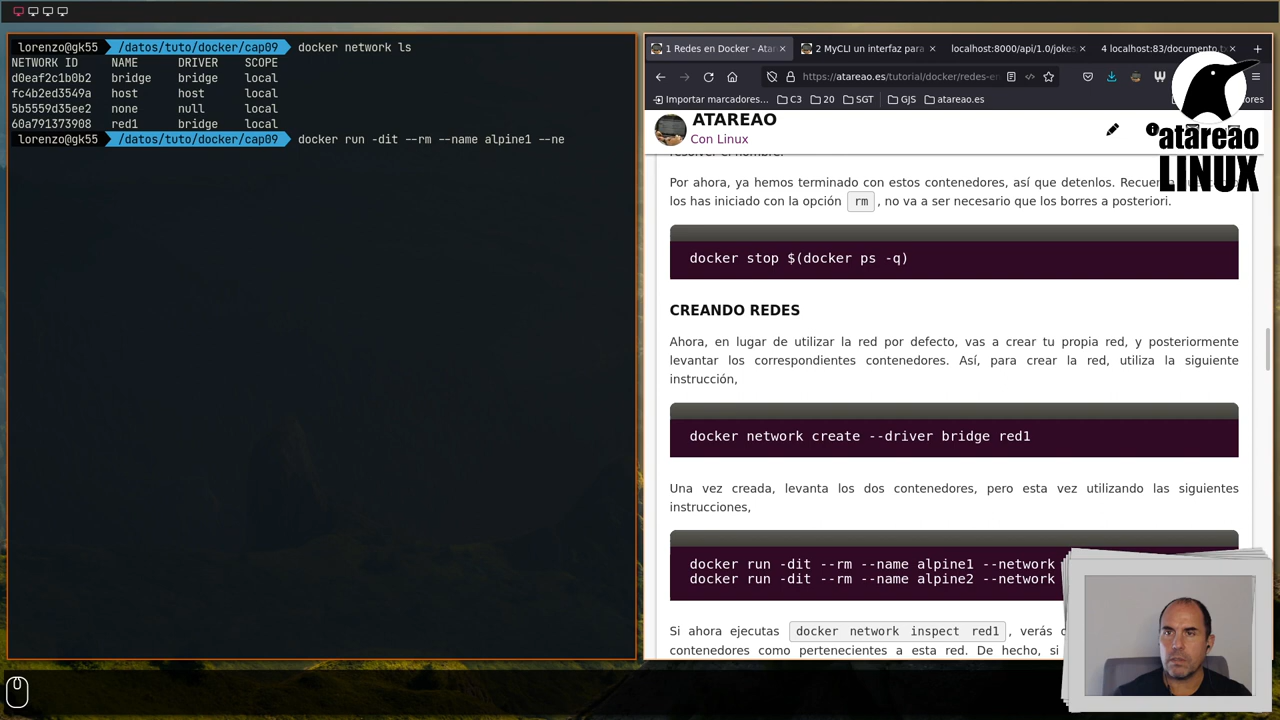 lorenzo@gk55 /datos/tuto/docker/cap09 docker network ls
NETWORK ID NAME DRIVER SCOPE
d0eaf2c1b0b2 bridge bridge local
fc4b2ed3549a host host local
5b5559d35ee2 none null local
60a791373908 red1 bridge local
lorenzo@gk55 /datos/tuto/docker/cap09 docker run -dit --rm --name alpine1 --ne
1 Redes en Docker - Atar
2 MyCLI un interfaz para
localhost:8000/api/1.0/jokes
4 localhost:83/documento.t
https://atareao.es/tutorial/docker/redes-en
Importar marcadores... C3 20 SGT GJS atareao.es
ATAREAO
Con Linux
atareao
LINUX
resolver el nombre.
Por ahora, ya hemos terminado con estos contenedores, así que detenlos.
los has iniciado con la opción rm , no va a ser necesario que los borres a posteriori.
docker stop $(docker ps -q)
CREANDO REDES
Ahora, en lugar de utilizar la red por defecto, vas a crear tu propia red, y posteriormente
levantar los correspondientes contenedores. Así, para crear la red, utiliza la siguiente
instrucción,
docker network create --driver bridge red1
Una vez creada, levanta los dos contenedores, pero esta vez utilizando las siguientes
instrucciones,
docker run -dit --rm --name alpine1 --network
docker run -dit --rm --name alpine2 --network
Si ahora ejecutas docker network inspect red1 , verás
contenedores como pertenecientes a esta red. De hecho, si